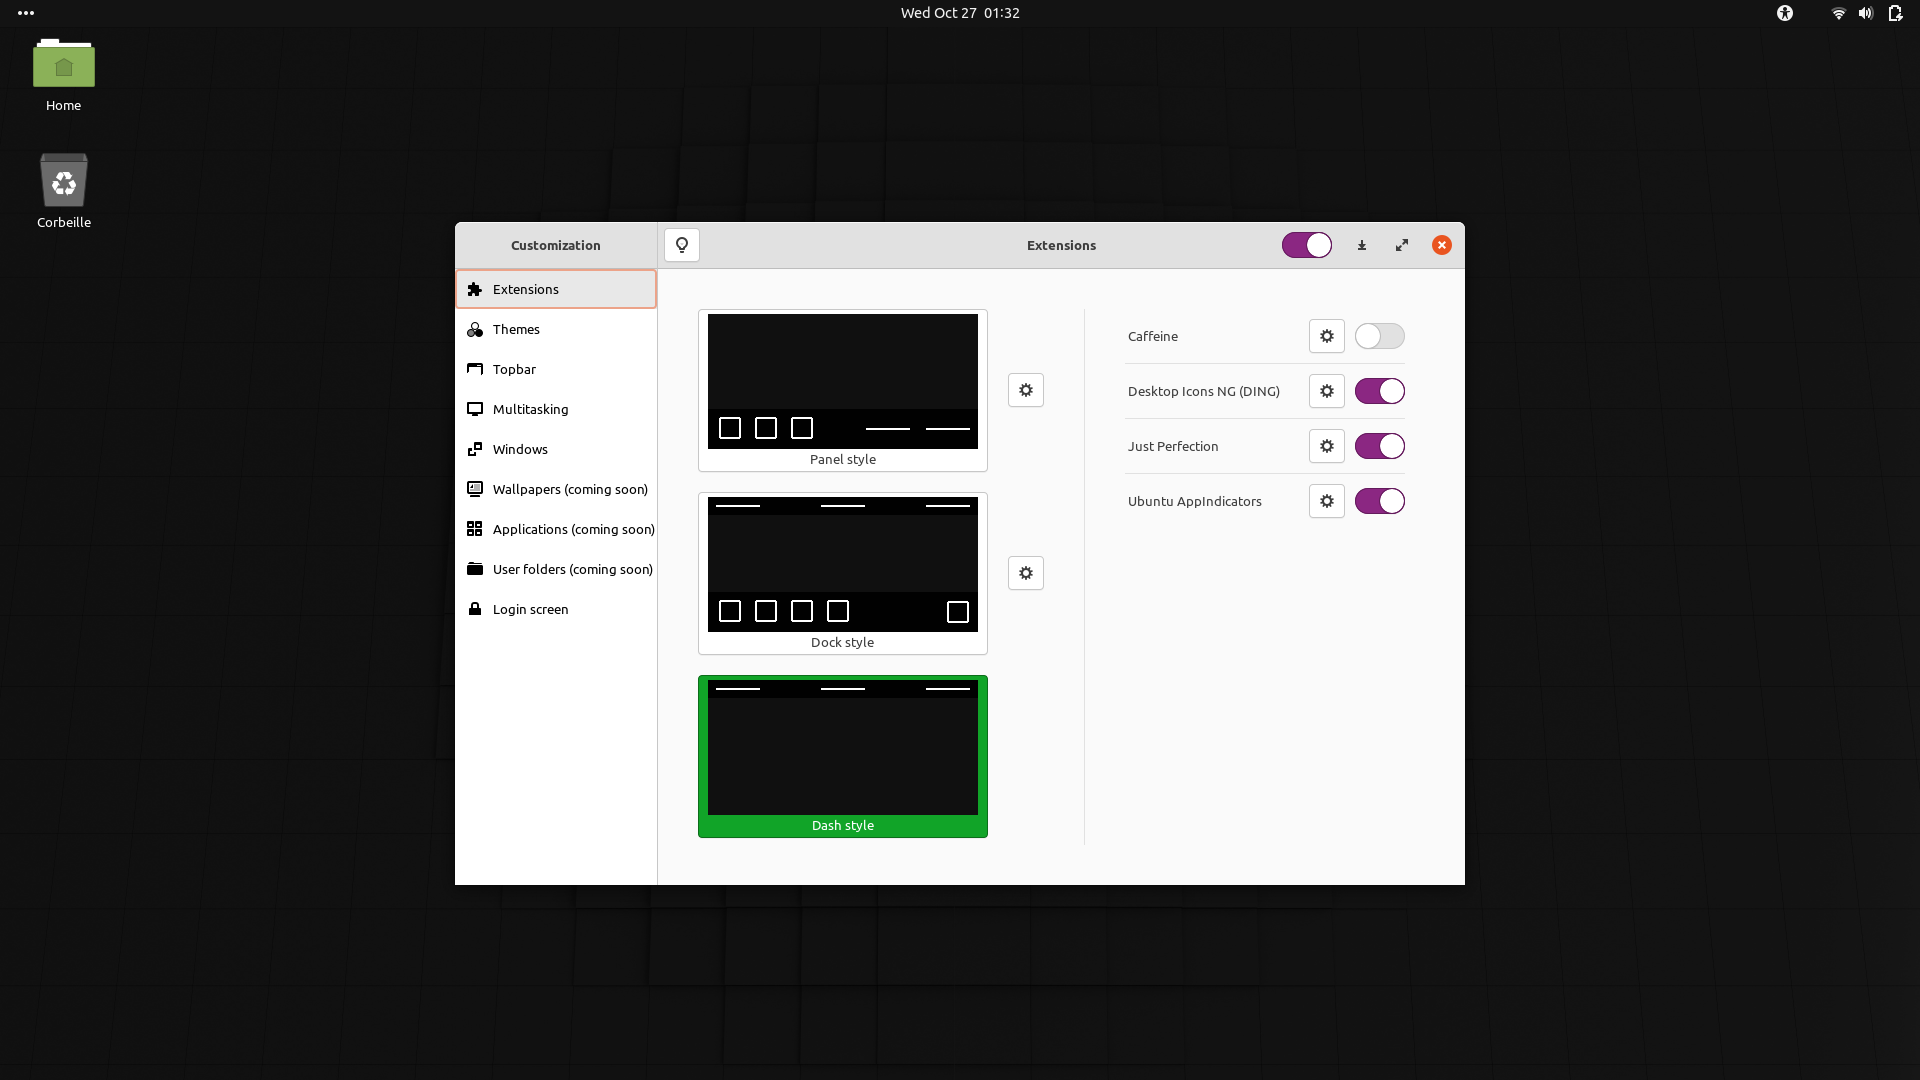 Wed Oct 27 01:32
Home
Corbeille
Customization
Extensions
Extensions
Themes
Topbar
Multitasking
Windows
Wallpapers (coming soon)
Applications (coming soon)
User folders (coming soon)
Login screen
Panel style
Dock style
Dash style
Caffeine
Desktop Icons NG (DING)
Just Perfection
Ubuntu AppIndicators